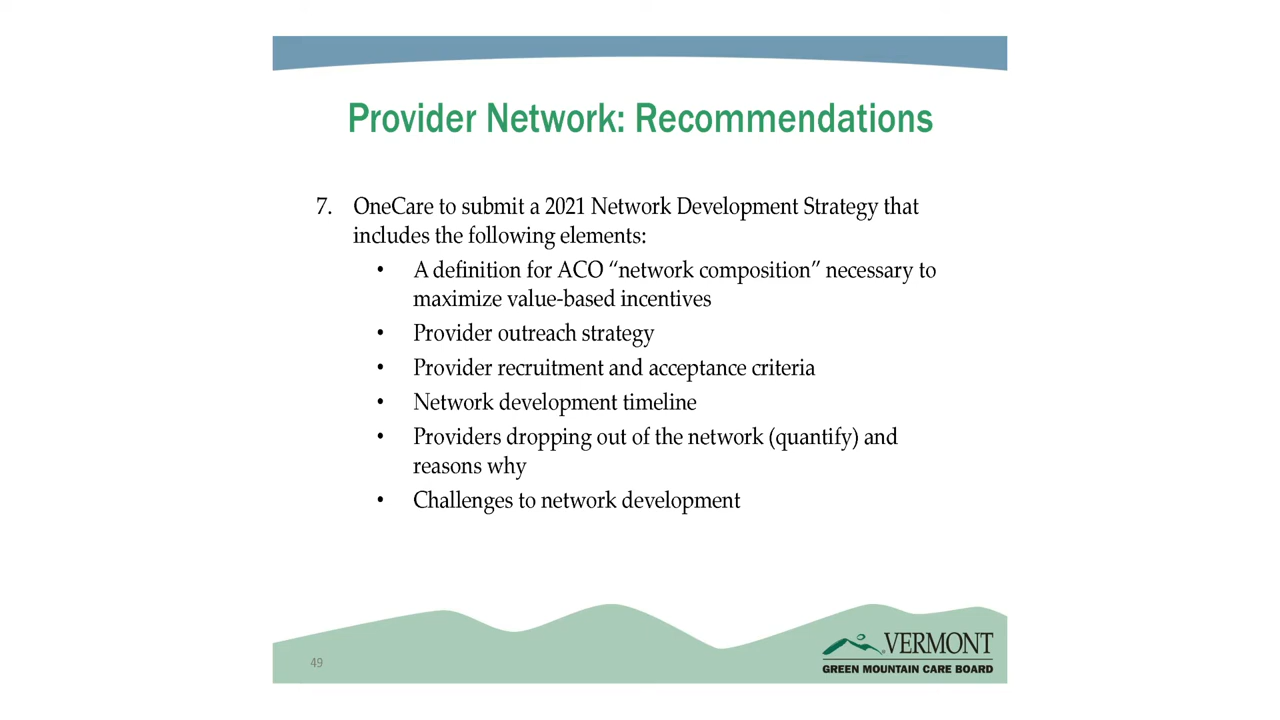 Provider Network: Recommendations
7. OneCare to submit a 2021 Network Development Strategy that
includes the following elements:
• A definition for ACO “network composition” necessary to
maximize value-based incentives
• Provider outreach strategy
• Provider recruitment and acceptance criteria
• Network development timeline
• Providers dropping out of the network (quantify) and
reasons why
• Challenges to network development
49
VERMONT
GREEN MOUNTAIN CARE BOARD